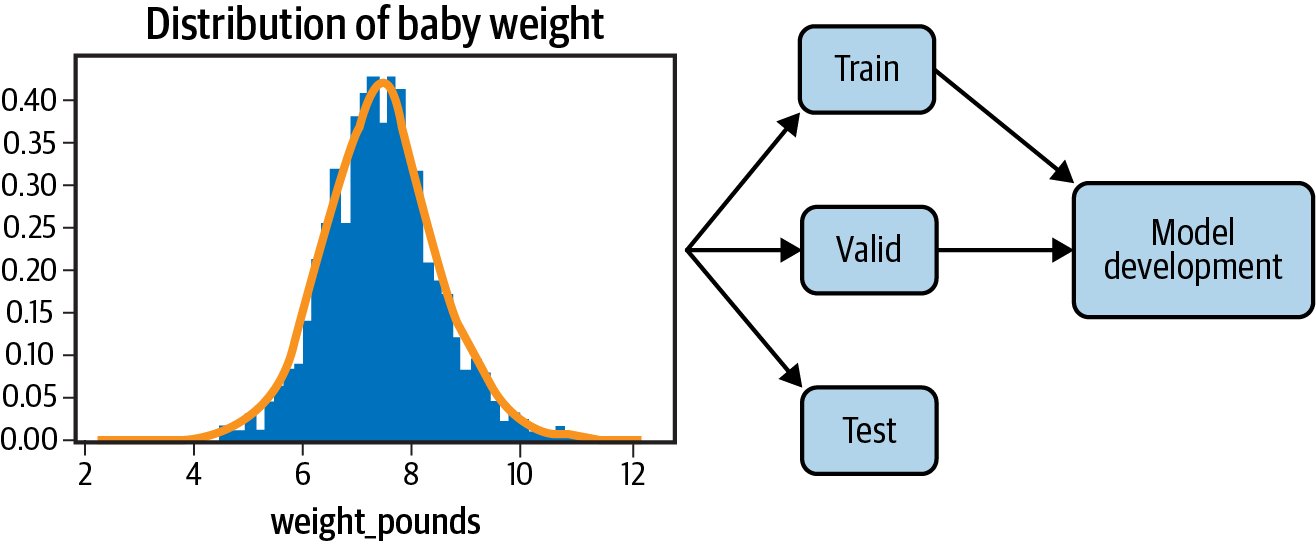 Distribution of baby weight
0.40
0.35
0.30
0.25
0.20
0.15
0.10
0.05
0.00
2 4 6 8 10 12
weight_pounds
Train
Valid
Test
Model
development